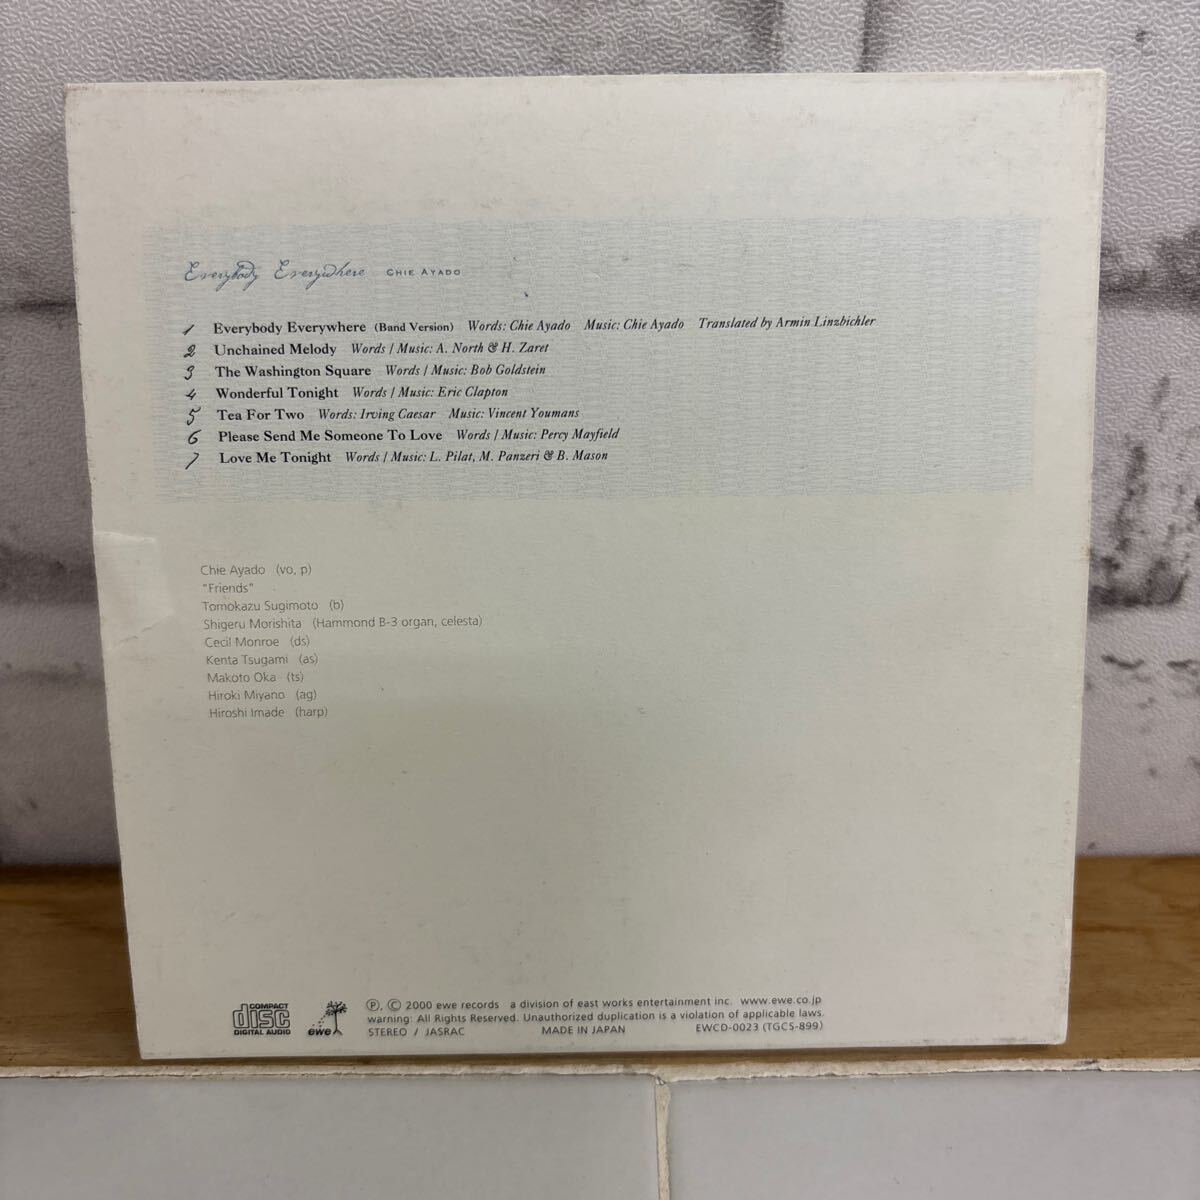 Everybody Everywhere CHIE AYADO
1 Everybody Everywhere (Band Version) Words: Chie Ayado Music: Chie Ayado Translated by Armin Linzbichler
2 Unchained Melody Words / Music: A. North & H. Zaret
3 The Washington Square Words / Music: Bob Goldstein
4 Wonderful Tonight Words / Music: Eric Clapton
5 Tea For Two Words: Irving Caesar Music: Vincent Youmans
6 Please Send Me Someone To Love Words / Music: Percy Mayfield
7 Love Me Tonight Words / Music: L. Pilat, M. Panzeri & B. Mason
Chie Ayado (vo, p)
"Friends"
Tomokazu Sugimoto (b)
Shigeru Morishita (Hammond B-3 organ, celesta)
Cecil Monroe (ds)
Kenta Tsugami (as)
Makoto Oka (ts)
Hiroki Miyano (ag)
Hiroshi Imade (harp)
COMPACT
disc
DIGITAL AUDIO
ewe
Ⓟ, © 2000 ewe records a division of east works entertainment inc. www.ewe.co.jp
warning: All Rights Reserved. Unauthorized duplication is a violation of applicable laws.
STEREO / JASRAC MADE IN JAPAN EWCD-0023 (TGCS-899)